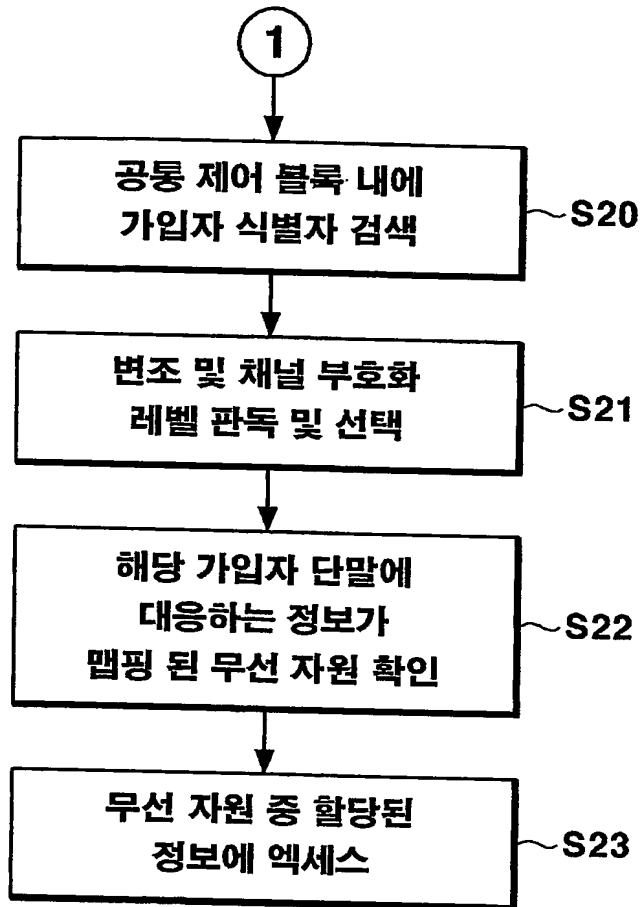 1
공통 제어 블록 내에
가입자 식별자 검색
S20
변조 및 채널 부호화
레벨 판독 및 선택
S21
해당 가입자 단말에
대응하는 정보가
맵핑 된 무선 자원 확인
S22
무선 자원 중 할당된
정보에 엑세스
S23